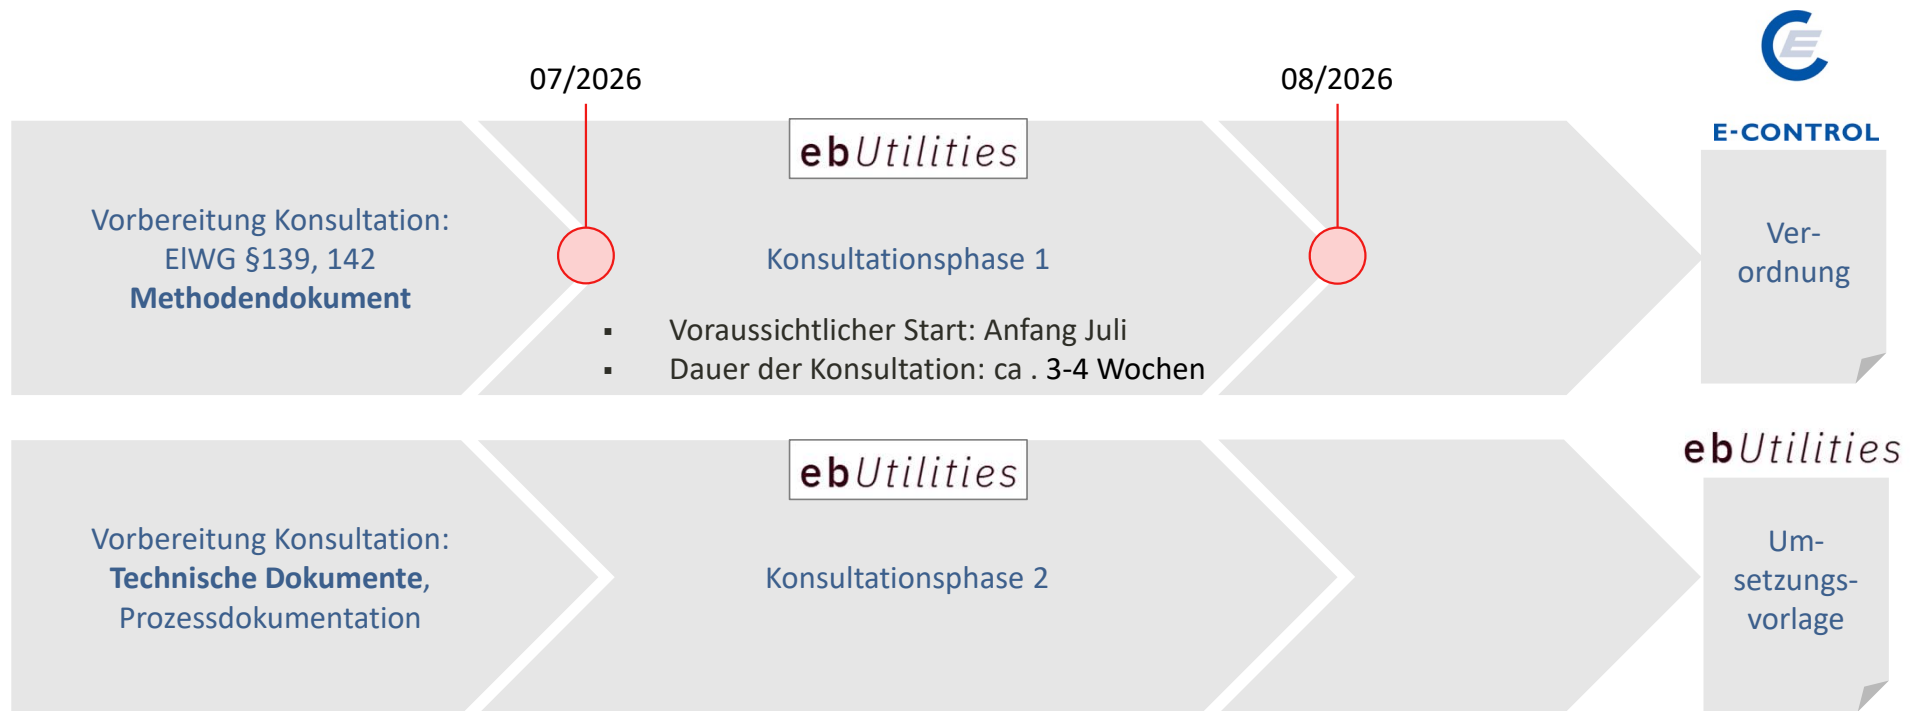 07/2026
08/2026
E-CONTROL
ebUtilities
Vorbereitung Konsultation:
ElWG §139, 142
Methodendokument
Konsultationsphase 1
▪ Voraussichtlicher Start: Anfang Juli
▪ Dauer der Konsultation: ca . 3-4 Wochen
Ver-
ordnung
ebUtilities
ebUtilities
Vorbereitung Konsultation:
Technische Dokumente,
Prozessdokumentation
Konsultationsphase 2
Um-
setzungs-
vorlage